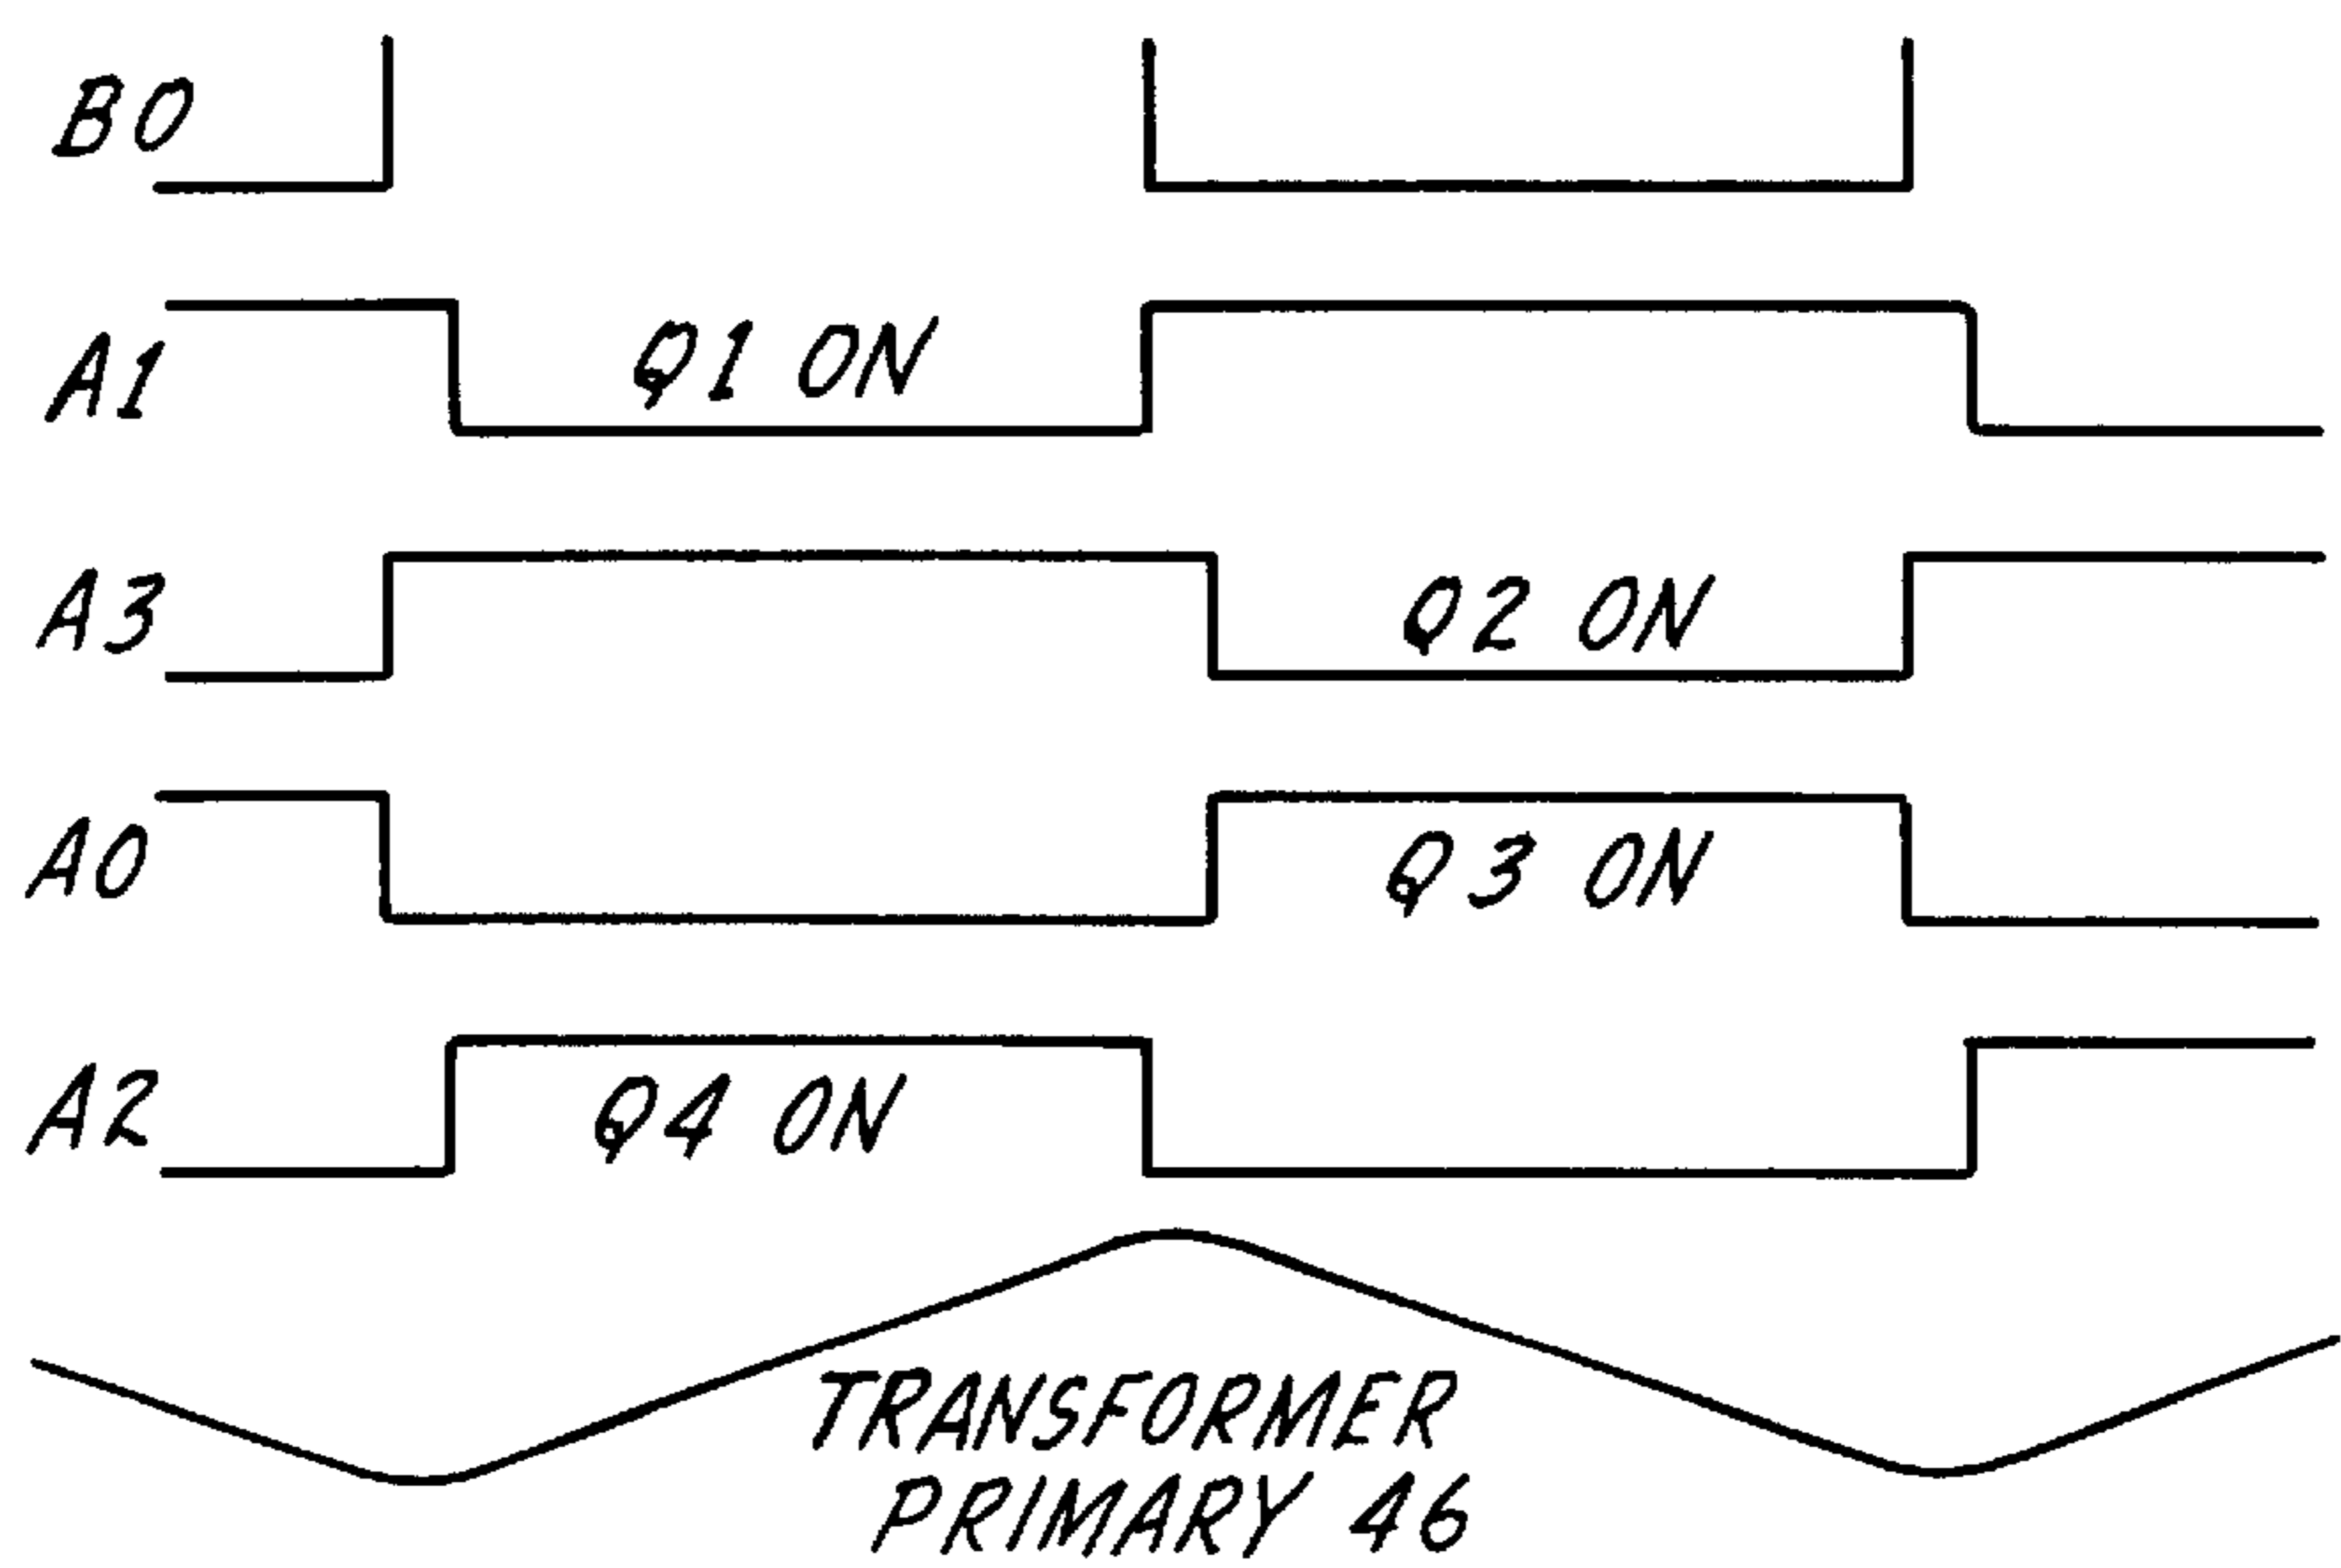 B0
A1
Q1 ON
A3
Q2 ON
A0
Q3 ON
A2
Q4 ON
TRANSFORMER
PRIMARY 46